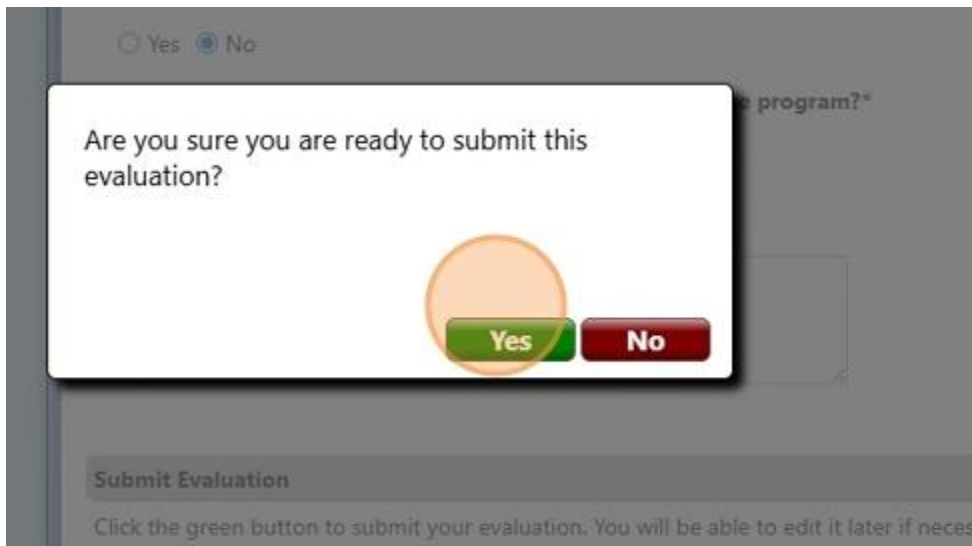 Yes No
e program?*
Are you sure you are ready to submit this
evaluation?
Yes No
Submit Evaluation
Click the green button to submit your evaluation. You will be able to edit it later if neces